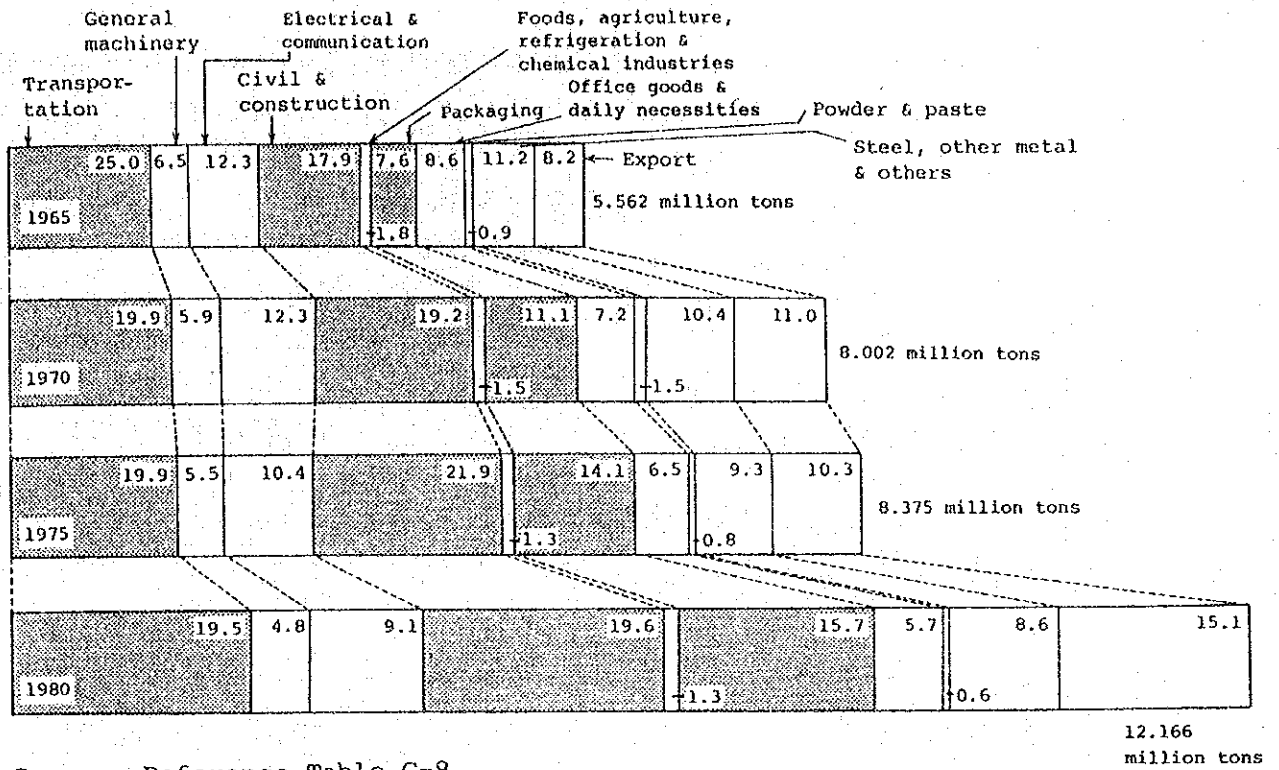 General
machinery
Electrical &
communication
Foods, agriculture,
refrigeration &
chemical industries
Transpor-
tation
Civil &
construction
Packaging
Office goods &
daily necessities
Powder & paste
Steel, other metal
& others
Export
25.0 6.5 12.3 17.9 7.6 8.6 11.2 8.2
1965
1.8 0.9
5.562 million tons
19.9 5.9 12.3 19.2 11.1 7.2 10.4 11.0
1970
1.5 1.5
8.002 million tons
19.9 5.5 10.4 21.9 14.1 6.5 9.3 10.3
1975
1.3 0.8
8.375 million tons
19.5 4.8 9.1 19.6 15.7 5.7 8.6 15.1
1980
1.3 0.6
12.166
million tons